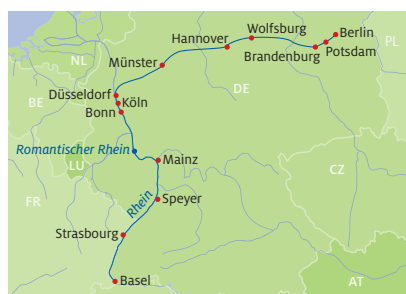 Wolfsburg
Berlin
Hannover
Potsdam
PL
Brandenburg
Münster
NL
Düsseldorf
DE
Köln
BE
Bonn
Romantischer Rhein
Mainz
LU
CZ
Rhein
Speyer
FR
Strasbourg
Basel
AT